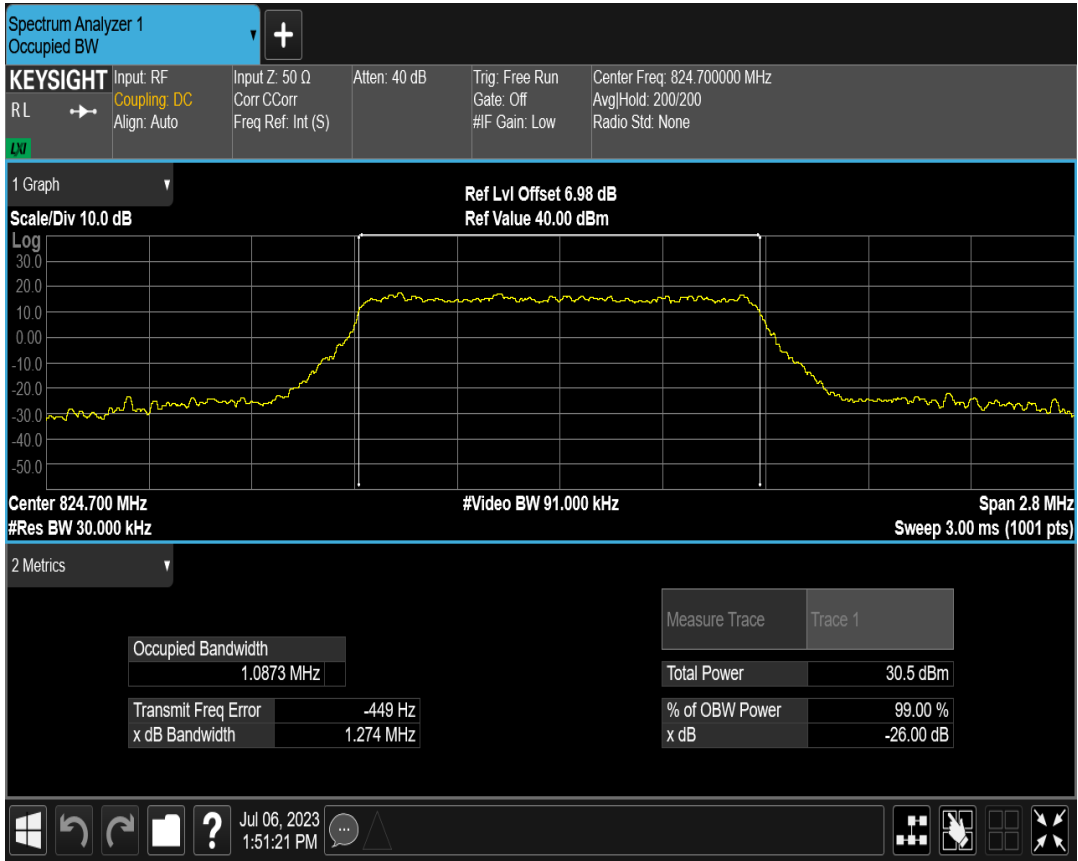 Spectrum Analyzer 1
Occupied BW
KEYSIGHT
R L
LXI
Input: RF
Coupling: DC
Align: Auto
Input Z: 50 Ω
Corr CCorr
Freq Ref: Int (S)
Atten: 40 dB
Trig: Free Run
Gate: Off
#IF Gain: Low
Center Freq: 824.700000 MHz
Avg|Hold: 200/200
Radio Std: None
1 Graph
Scale/Div 10.0 dB
Ref Lvl Offset 6.98 dB
Ref Value 40.00 dBm
Log
30.0
20.0
10.0
0.00
-10.0
-20.0
-30.0
-40.0
-50.0
Center 824.700 MHz
#Video BW 91.000 kHz
Span 2.8 MHz
#Res BW 30.000 kHz
Sweep 3.00 ms (1001 pts)
2 Metrics
Measure Trace Trace 1
Occupied Bandwidth
1.0873 MHz
Total Power 30.5 dBm
Transmit Freq Error -449 Hz
% of OBW Power 99.00 %
x dB Bandwidth 1.274 MHz
x dB -26.00 dB
Jul 06, 2023
1:51:21 PM